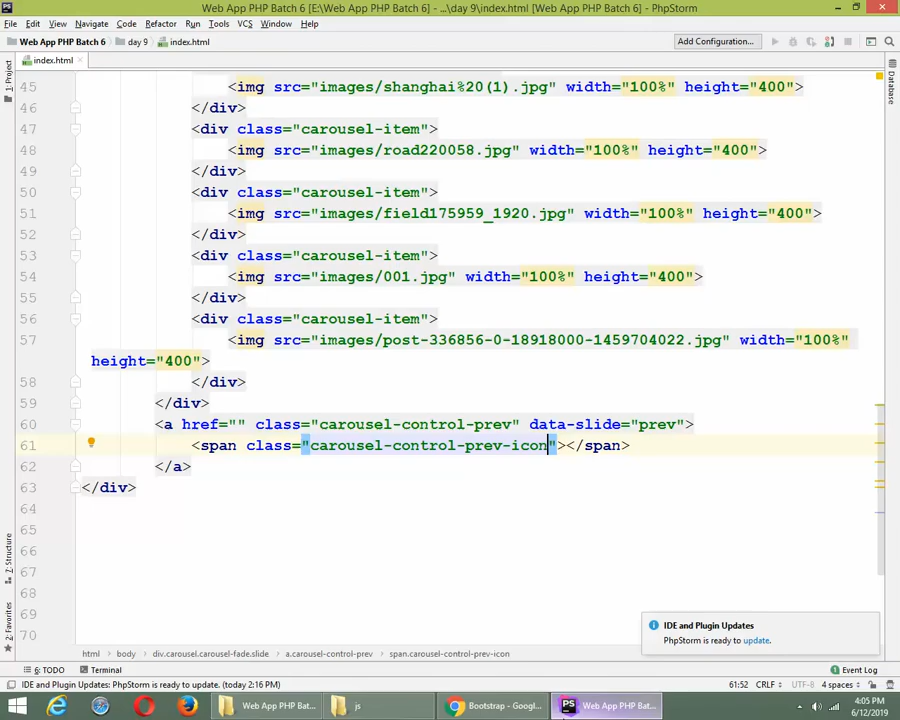 Web App PHP Batch 6 [E:\Web App PHP Batch 6] - ...\day 9\index.html [Web App PHP Batch 6] - PhpStorm
File Edit View Navigate Code Refactor Run Tools VCS Window Help
Web App PHP Batch 6 day 9 index.html Add Configuration...
index.html
1: Project
Database
45 <img src="images/shanghai%20(1).jpg" width="100%" height="400">
46 </div>
47 <div class="carousel-item">
48 <img src="images/road220058.jpg" width="100%" height="400">
49 </div>
50 <div class="carousel-item">
51 <img src="images/field175959_1920.jpg" width="100%" height="400">
52 </div>
53 <div class="carousel-item">
54 <img src="images/001.jpg" width="100%" height="400">
55 </div>
56 <div class="carousel-item">
57 <img src="images/post-336856-0-18918000-1459704022.jpg" width="100%"
height="400">
58 </div>
59 </div>
60 <a href="" class="carousel-control-prev" data-slide="prev">
61 <span class="carousel-control-prev-icon"></span>
62 </a>
63 </div>
64
65
66
67
68
69
70
7: Structure
2: Favorites
IDE and Plugin Updates
PhpStorm is ready to update.
html body div.carousel.carousel-fade.slide a.carousel-control-prev span.carousel-control-prev-icon
6: TODO Terminal Event Log
IDE and Plugin Updates: PhpStorm is ready to update. (today 2:16 PM) 61:52 CRLF UTF-8 4 spaces
Web App PHP Bat... js Bootstrap - Googl... Web App PHP Bat... 4:05 PM
6/12/2019